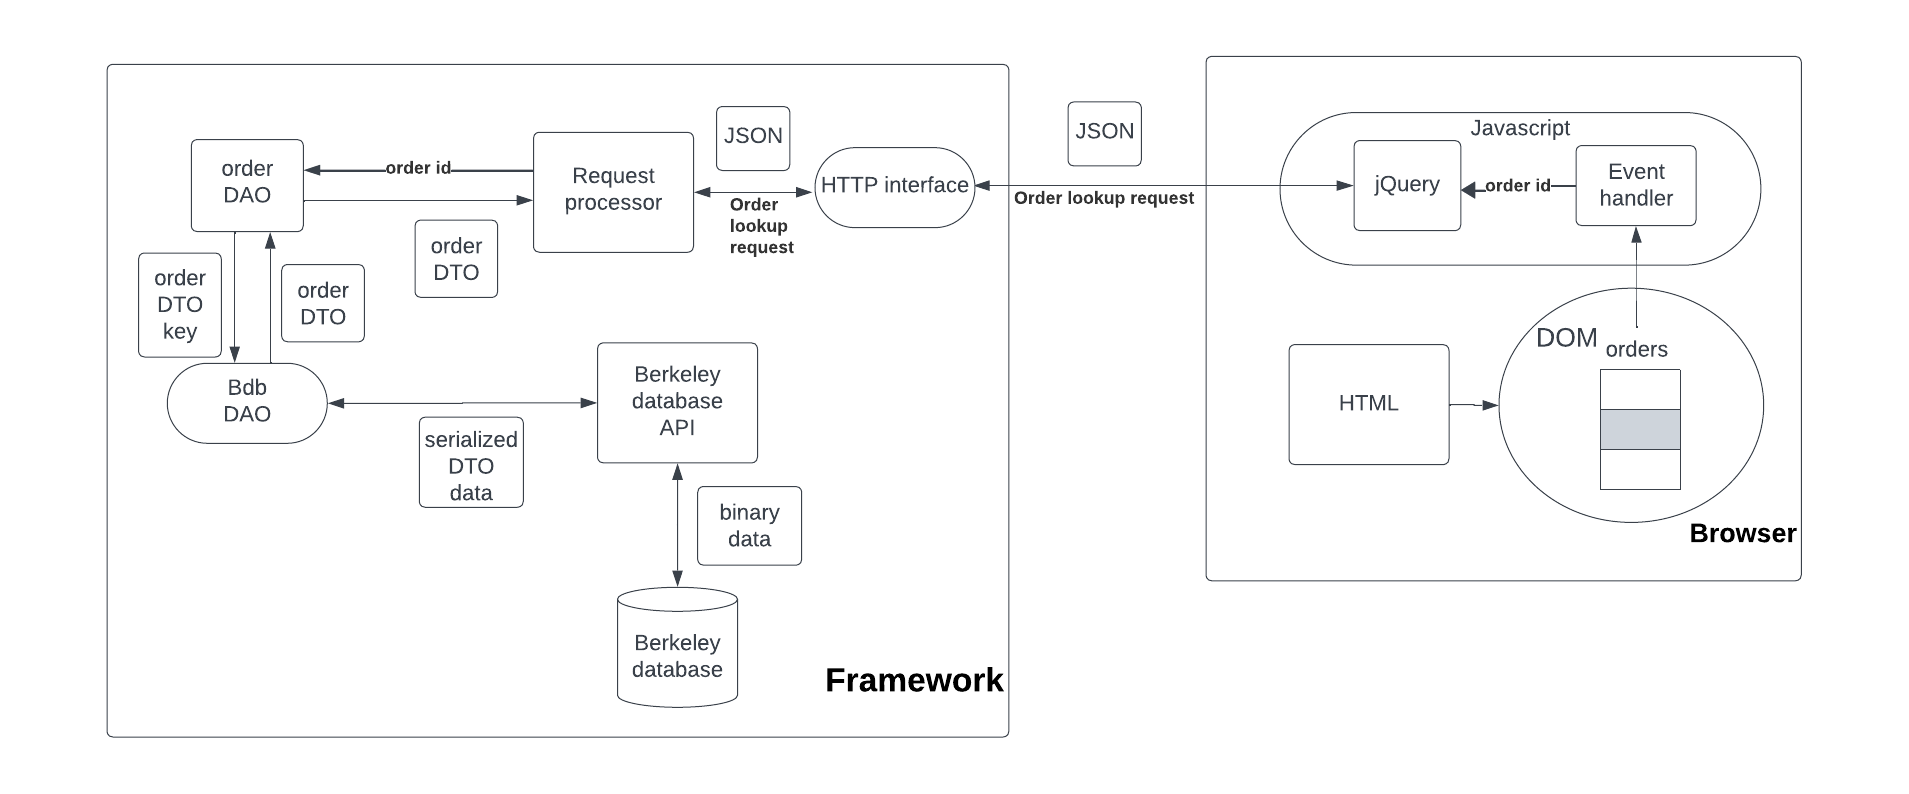 order
DAO
order id
Request
processor
order
DTO
JSON
Order
lookup
request
HTTP interface
order
DTO
key
order
DTO
Bdb
DAO
serialized
DTO
data
Berkeley
database
API
binary
data
Berkeley
database
Framework
JSON
Order lookup request
Javascript
jQuery
order id
Event
handler
HTML
DOM
orders
Browser